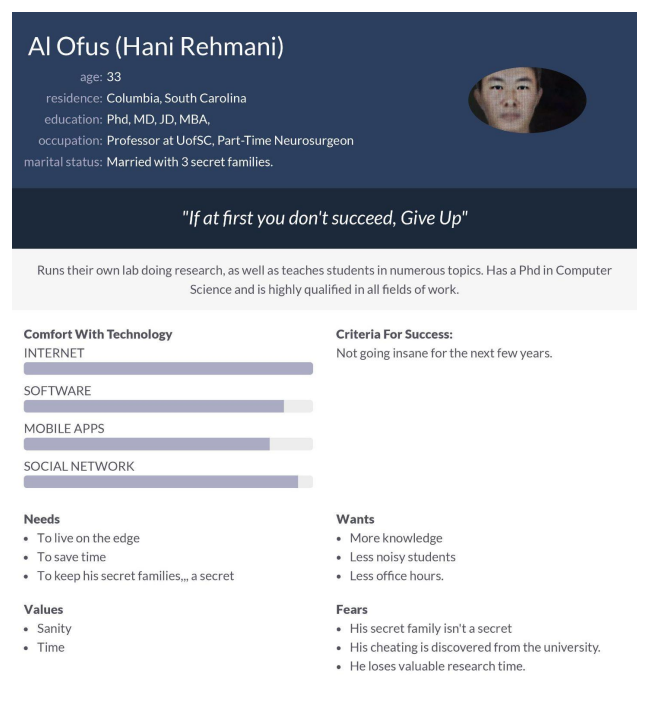 Al Ofus (Hani Rehmani)
age: 33
residence: Columbia, South Carolina
education: Phd, MD, JD, MBA,
occupation: Professor at UofSC, Part-Time Neurosurgeon
marital status: Married with 3 secret families.
"If at first you don't succeed, Give Up"
Runs their own lab doing research, as well as teaches students in numerous topics. Has a Phd in Computer
Science and is highly qualified in all fields of work.
Comfort With Technology
INTERNET
SOFTWARE
MOBILE APPS
SOCIAL NETWORK
Criteria For Success:
Not going insane for the next few years.
Needs
• To live on the edge
• To save time
• To keep his secret families,,, a secret
Wants
• More knowledge
• Less noisy students
• Less office hours.
Values
• Sanity
• Time
Fears
• His secret family isn't a secret
• His cheating is discovered from the university.
• He loses valuable research time.